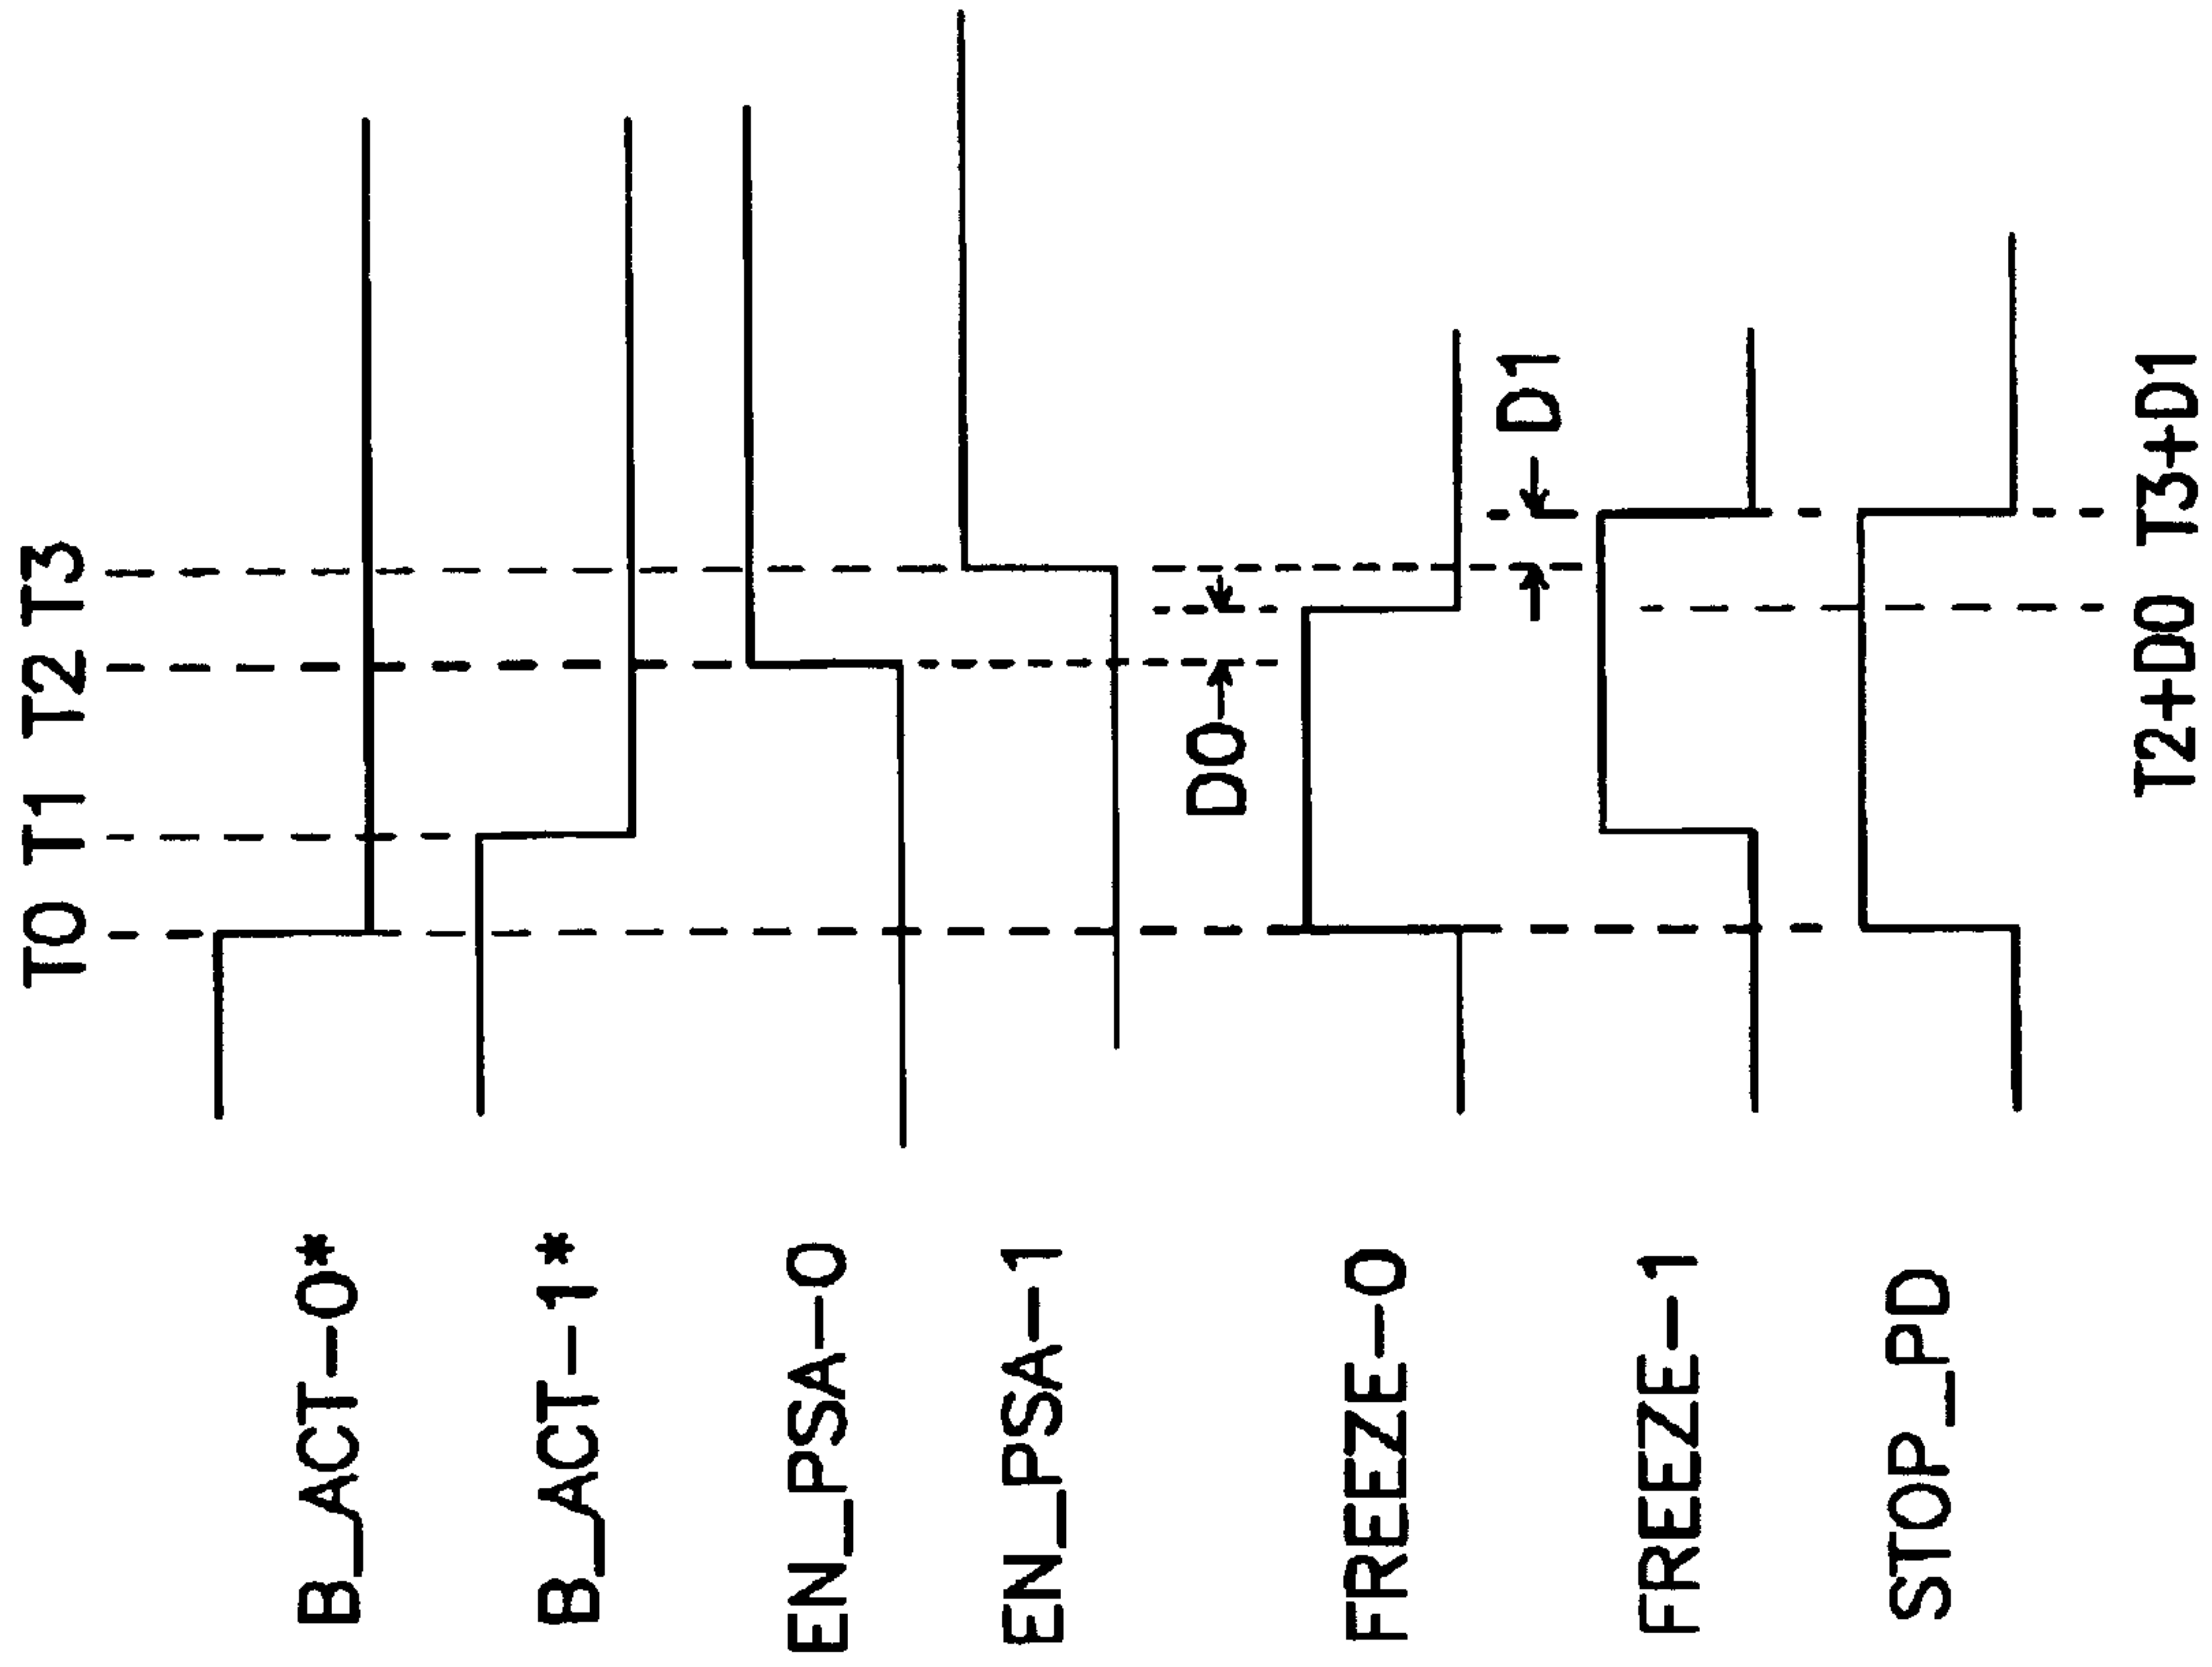 T0 T1 T2 T3
B_ACT-0*
B_ACT-1*
EN_PSA-0
EN_PSA-1
D0
FREEZE-0
D1
FREEZE-1
STOP_PD
T2+D0 T3+D1